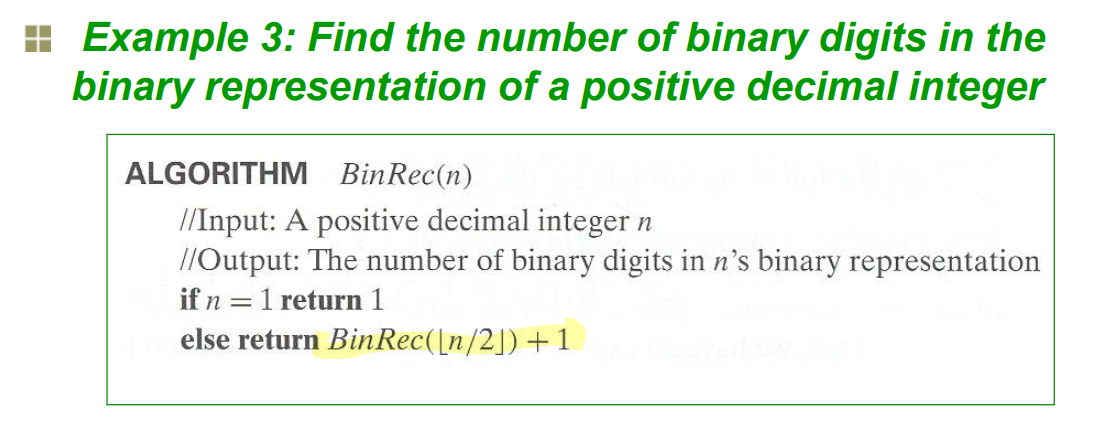 Example 3: Find the number of binary digits in the
binary representation of a positive decimal integer
ALGORITHM BinRec(n)
//Input: A positive decimal integer n
//Output: The number of binary digits in n's binary representation
if n = 1 return 1
else return BinRec(⌊n/2⌋) + 1